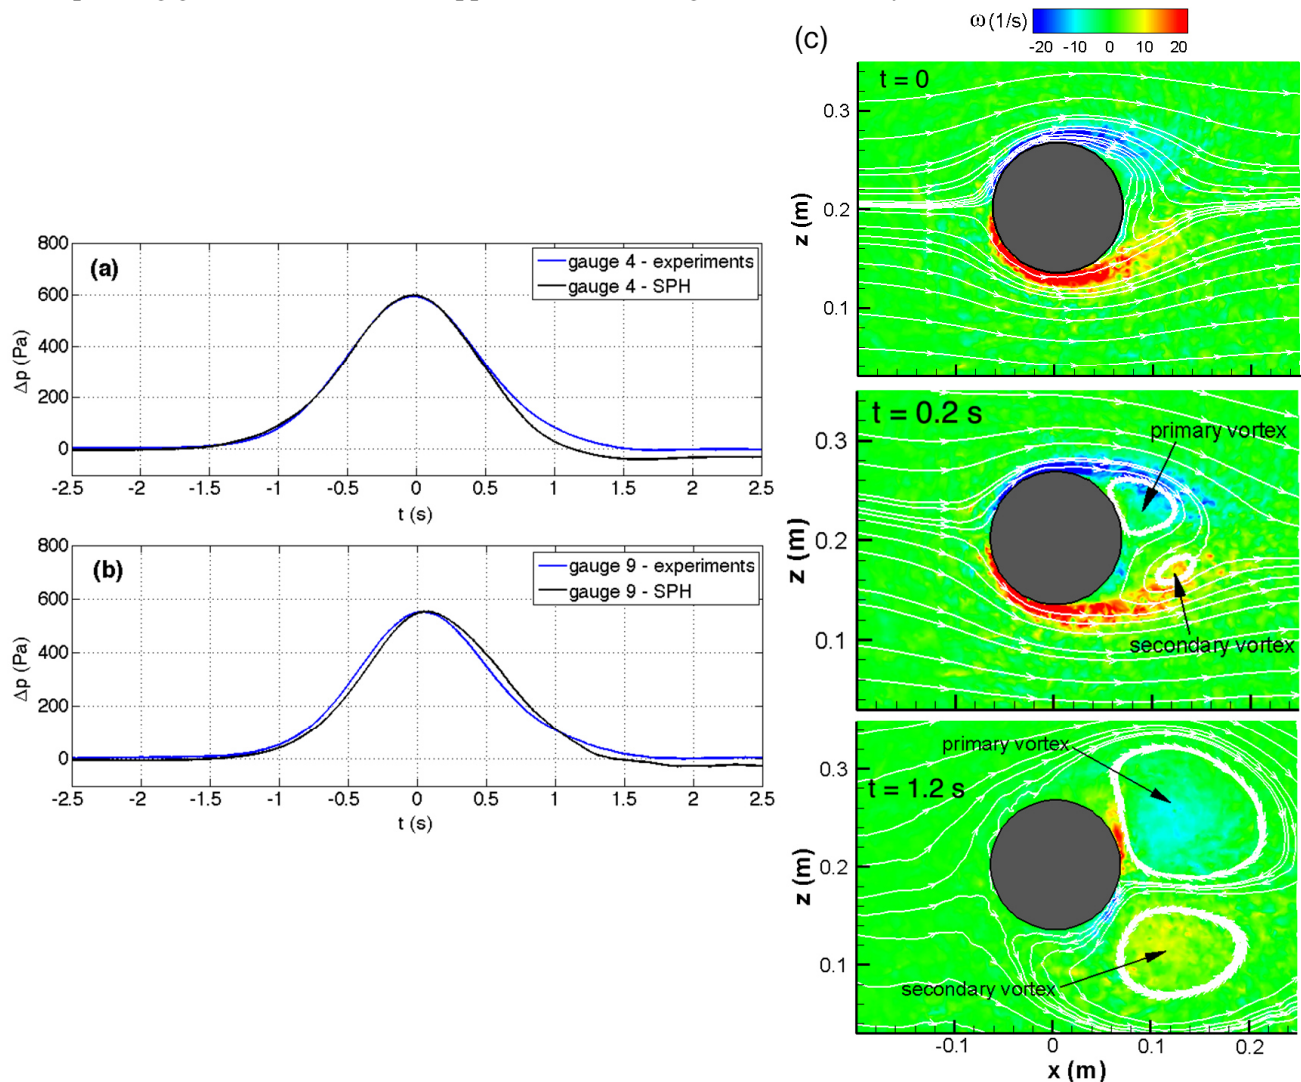 (a)
gauge 4 - experiments
gauge 4 - SPH
800
600
400
200
0
Δp (Pa)
-2.5 -2 -1.5 -1 -0.5 0 0.5 1 1.5 2 2.5
t (s)
(b)
gauge 9 - experiments
gauge 9 - SPH
800
600
400
200
0
Δp (Pa)
-2.5 -2 -1.5 -1 -0.5 0 0.5 1 1.5 2 2.5
t (s)
(c)
ω (1/s)
-20 -10 0 10 20
t = 0
0.3
0.2
0.1
z (m)
t = 0.2 s
primary vortex
secondary vortex
0.3
0.2
0.1
z (m)
primary vortex
t = 1.2 s
secondary vortex
0.3
0.2
0.1
z (m)
-0.1 0 0.1 0.2
x (m)